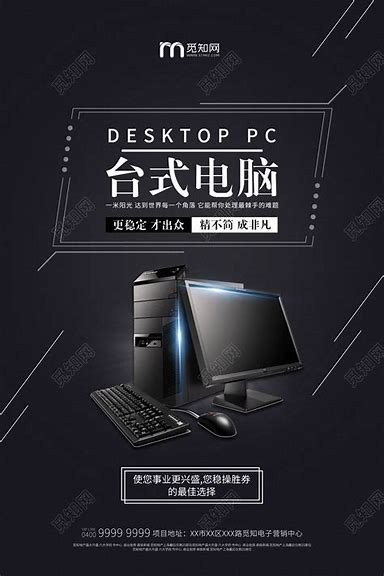 觅知网
DESKTOP PC
台式电脑
一米阳光 达到世界每一个角落 它能帮你处理最棘手的难题
更稳定 才出众 精不简 成非凡
使您事业更兴盛,您稳操胜券
的最佳选择
0400 9999 9999 项目地址：XX市XX区XXX路觅知电子营销中心